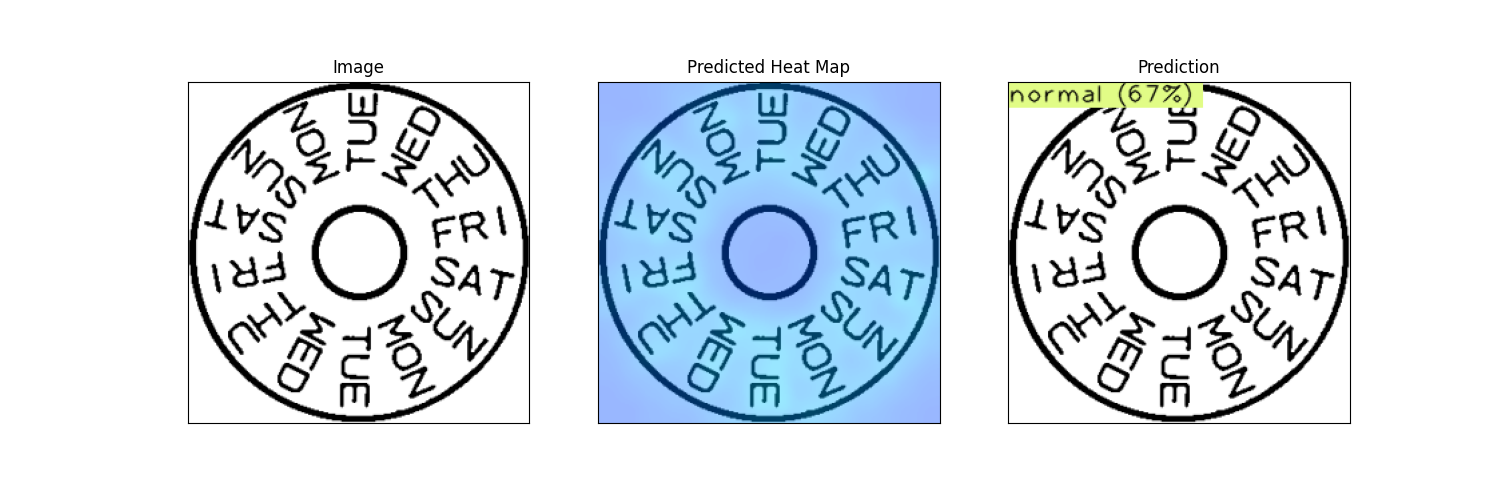 Image
TUE
WED
THU
FRI
SAT
SUN
MON
TUE
WED
THU
FRI
SAT
SUN
MON
Predicted Heat Map
TUE
WED
THU
FRI
SAT
SUN
MON
TUE
WED
THU
FRI
SAT
SUN
MON
Prediction
normal (67%)
TUE
WED
THU
FRI
SAT
SUN
MON
TUE
WED
THU
FRI
SAT
SUN
MON